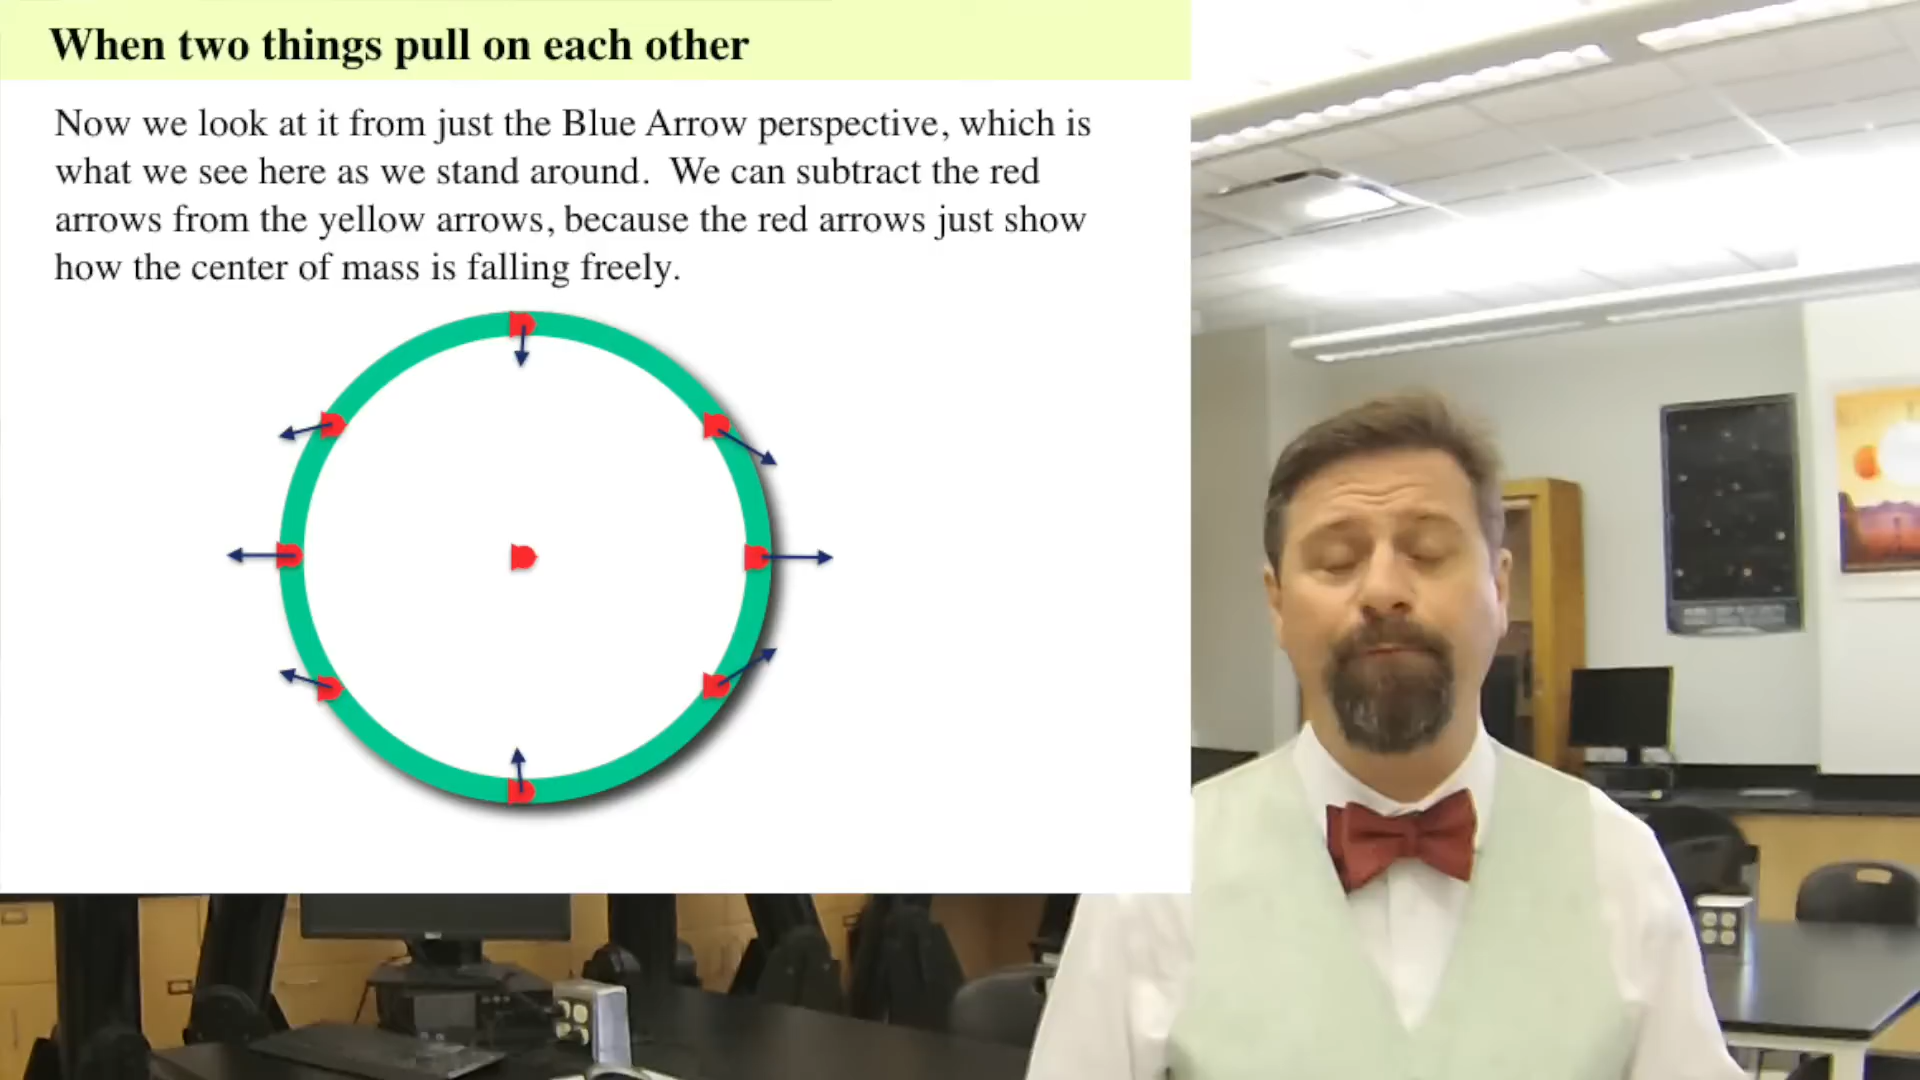 When two things pull on each other
Now we look at it from just the Blue Arrow perspective, which is
what we see here as we stand around.  We can subtract the red
arrows from the yellow arrows, because the red arrows just show
how the center of mass is falling freely.